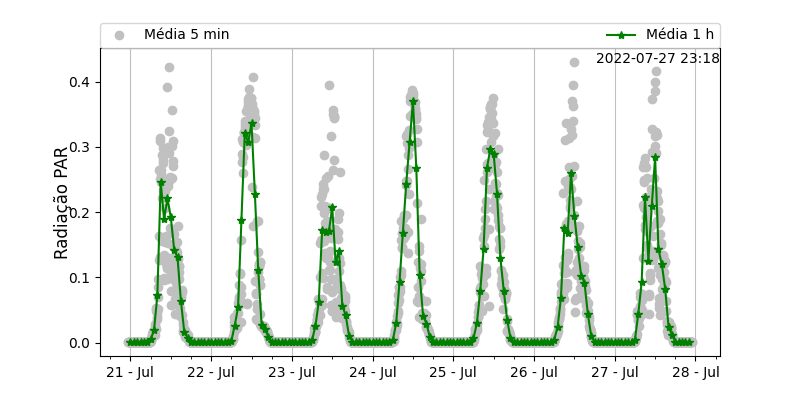 Média 5 min
Média 1 h
2022-07-27 23:18
Radiação PAR
0.4
0.3
0.2
0.1
0.0
21 - Jul
22 - Jul
23 - Jul
24 - Jul
25 - Jul
26 - Jul
27 - Jul
28 - Jul